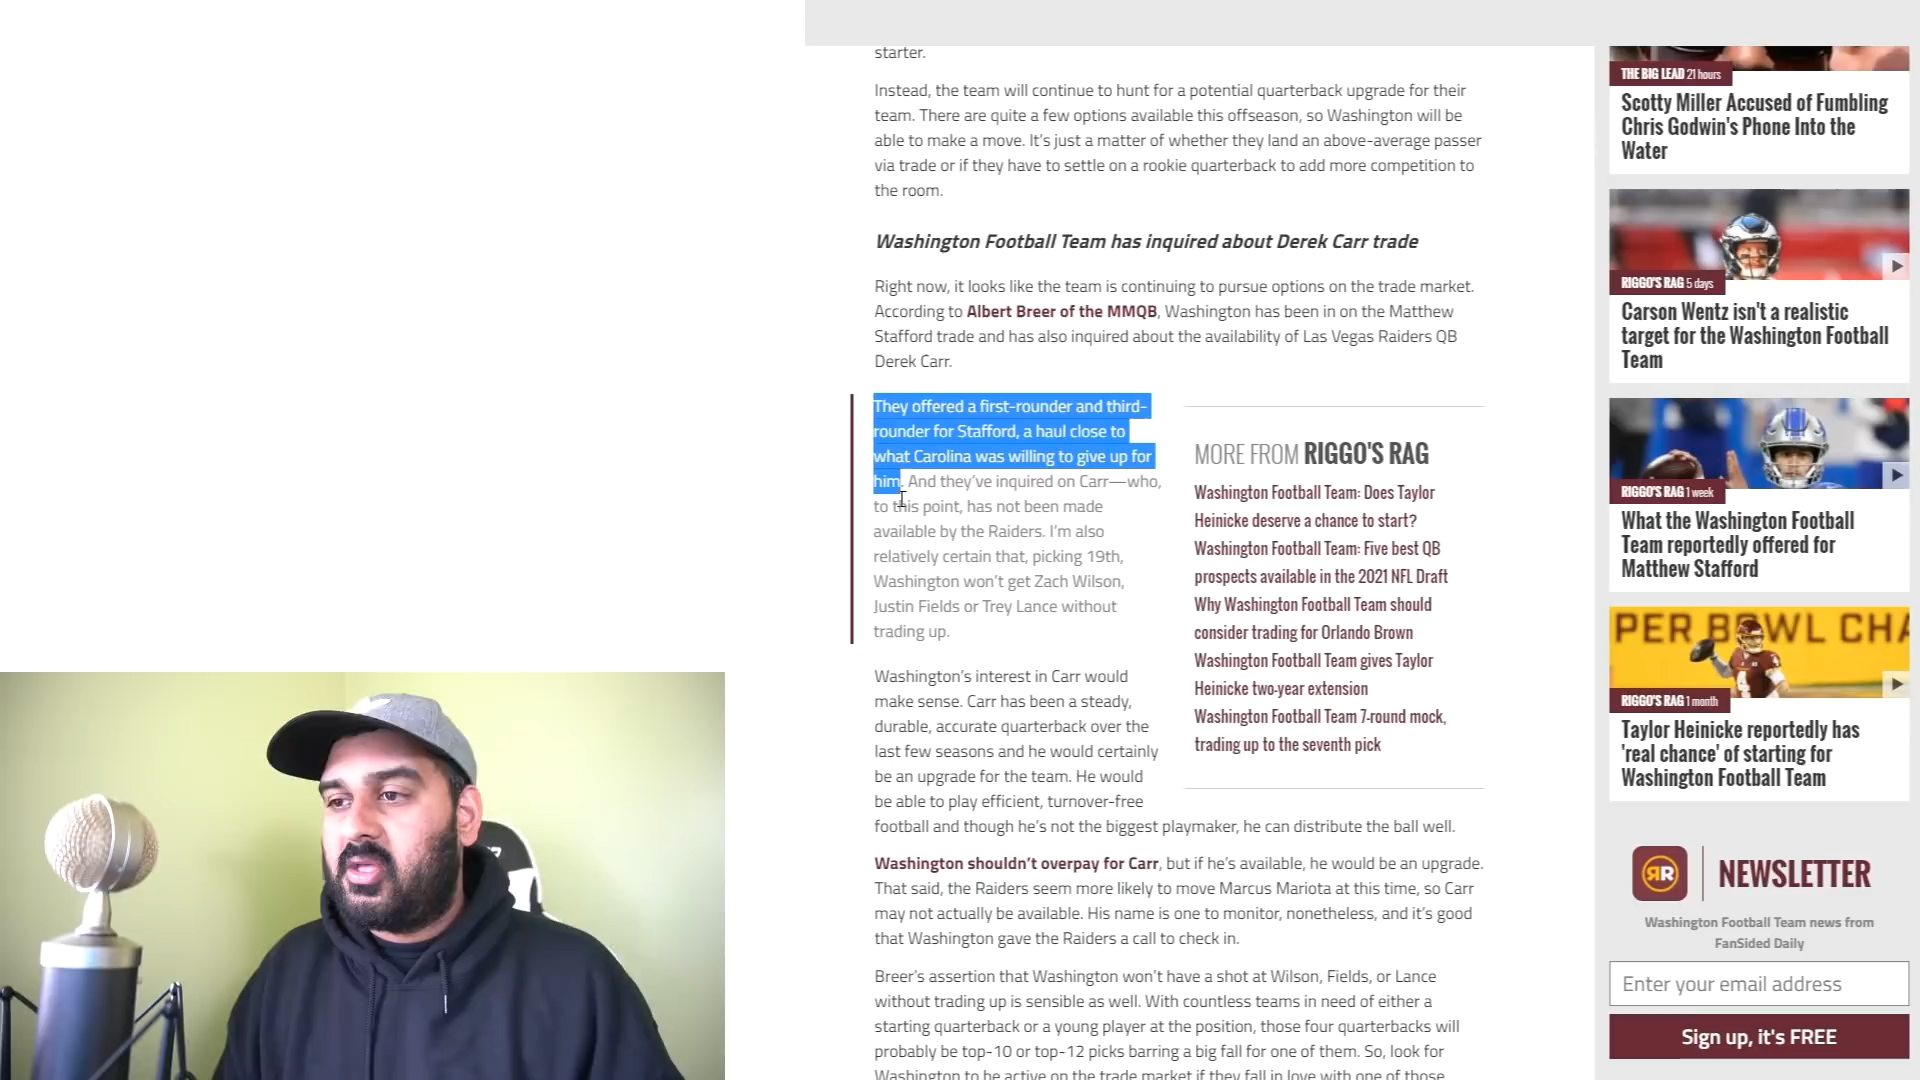 starter.
Instead, the team will continue to hunt for a potential quarterback upgrade for their
team. There are quite a few options available this offseason, so Washington will be
able to make a move. It's just a matter of whether they land an above-average passer
via trade or if they have to settle on a rookie quarterback to add more competition to
the room.
Washington Football Team has inquired about Derek Carr trade
Right now, it looks like the team is continuing to pursue options on the trade market.
According to Albert Breer of the MMQB, Washington has been in on the Matthew
Stafford trade and has also inquired about the availability of Las Vegas Raiders QB
Derek Carr.
They offered a first-rounder and third-
rounder for Stafford, a haul close to
what Carolina was willing to give up for
him. And they've inquired on Carr—who,
to this point, has not been made
available by the Raiders. I'm also
relatively certain that, picking 19th,
Washington won't get Zach Wilson,
Justin Fields or Trey Lance without
trading up.
MORE FROM RIGGO'S RAG
Washington Football Team: Does Taylor
Heinicke deserve a chance to start?
Washington Football Team: Five best QB
prospects available in the 2021 NFL Draft
Why Washington Football Team should
consider trading for Orlando Brown
Washington Football Team gives Taylor
Heinicke two-year extension
Washington Football Team 7-round mock,
trading up to the seventh pick
Washington's interest in Carr would
make sense. Carr has been a steady,
durable, accurate quarterback over the
last few seasons and he would certainly
be an upgrade for the team. He would
be able to play efficient, turnover-free
football and though he's not the biggest playmaker, he can distribute the ball well.
Washington shouldn't overpay for Carr, but if he's available, he would be an upgrade.
That said, the Raiders seem more likely to move Marcus Mariota at this time, so Carr
may not actually be available. His name is one to monitor, nonetheless, and it's good
that Washington gave the Raiders a call to check in.
Breer's assertion that Washington won't have a shot at Wilson, Fields, or Lance
without trading up is sensible as well. With countless teams in need of either a
starting quarterback or a young player at the position, those four quarterbacks will
probably be top-10 or top-12 picks barring a big fall for one of them. So, look for
Washington to be active on the trade market if they fall in love with one of those
THE BIG LEAD 21 hours
Scotty Miller Accused of Fumbling
Chris Godwin's Phone Into the
Water
RIGGO'S RAG 5 days
Carson Wentz isn't a realistic
target for the Washington Football
Team
RIGGO'S RAG 1 week
What the Washington Football
Team reportedly offered for
Matthew Stafford
PER BOWL CHA
4
RIGGO'S RAG 1 month
Taylor Heinicke reportedly has
'real chance' of starting for
Washington Football Team
RR NEWSLETTER
Washington Football Team news from
FanSided Daily
Enter your email address
Sign up, it's FREE